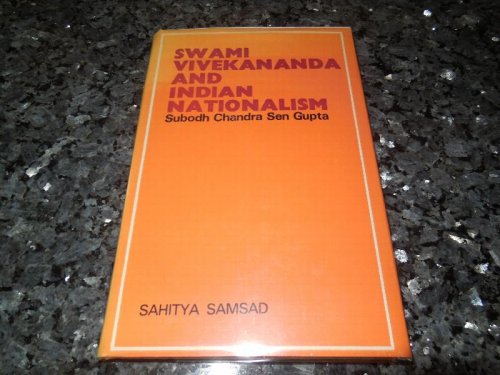 SWAMI
VIVEKANANDA
AND
INDIAN
NATIONALISM
Subodh Chandra Sen Gupta
SAHITYA SAMSAD